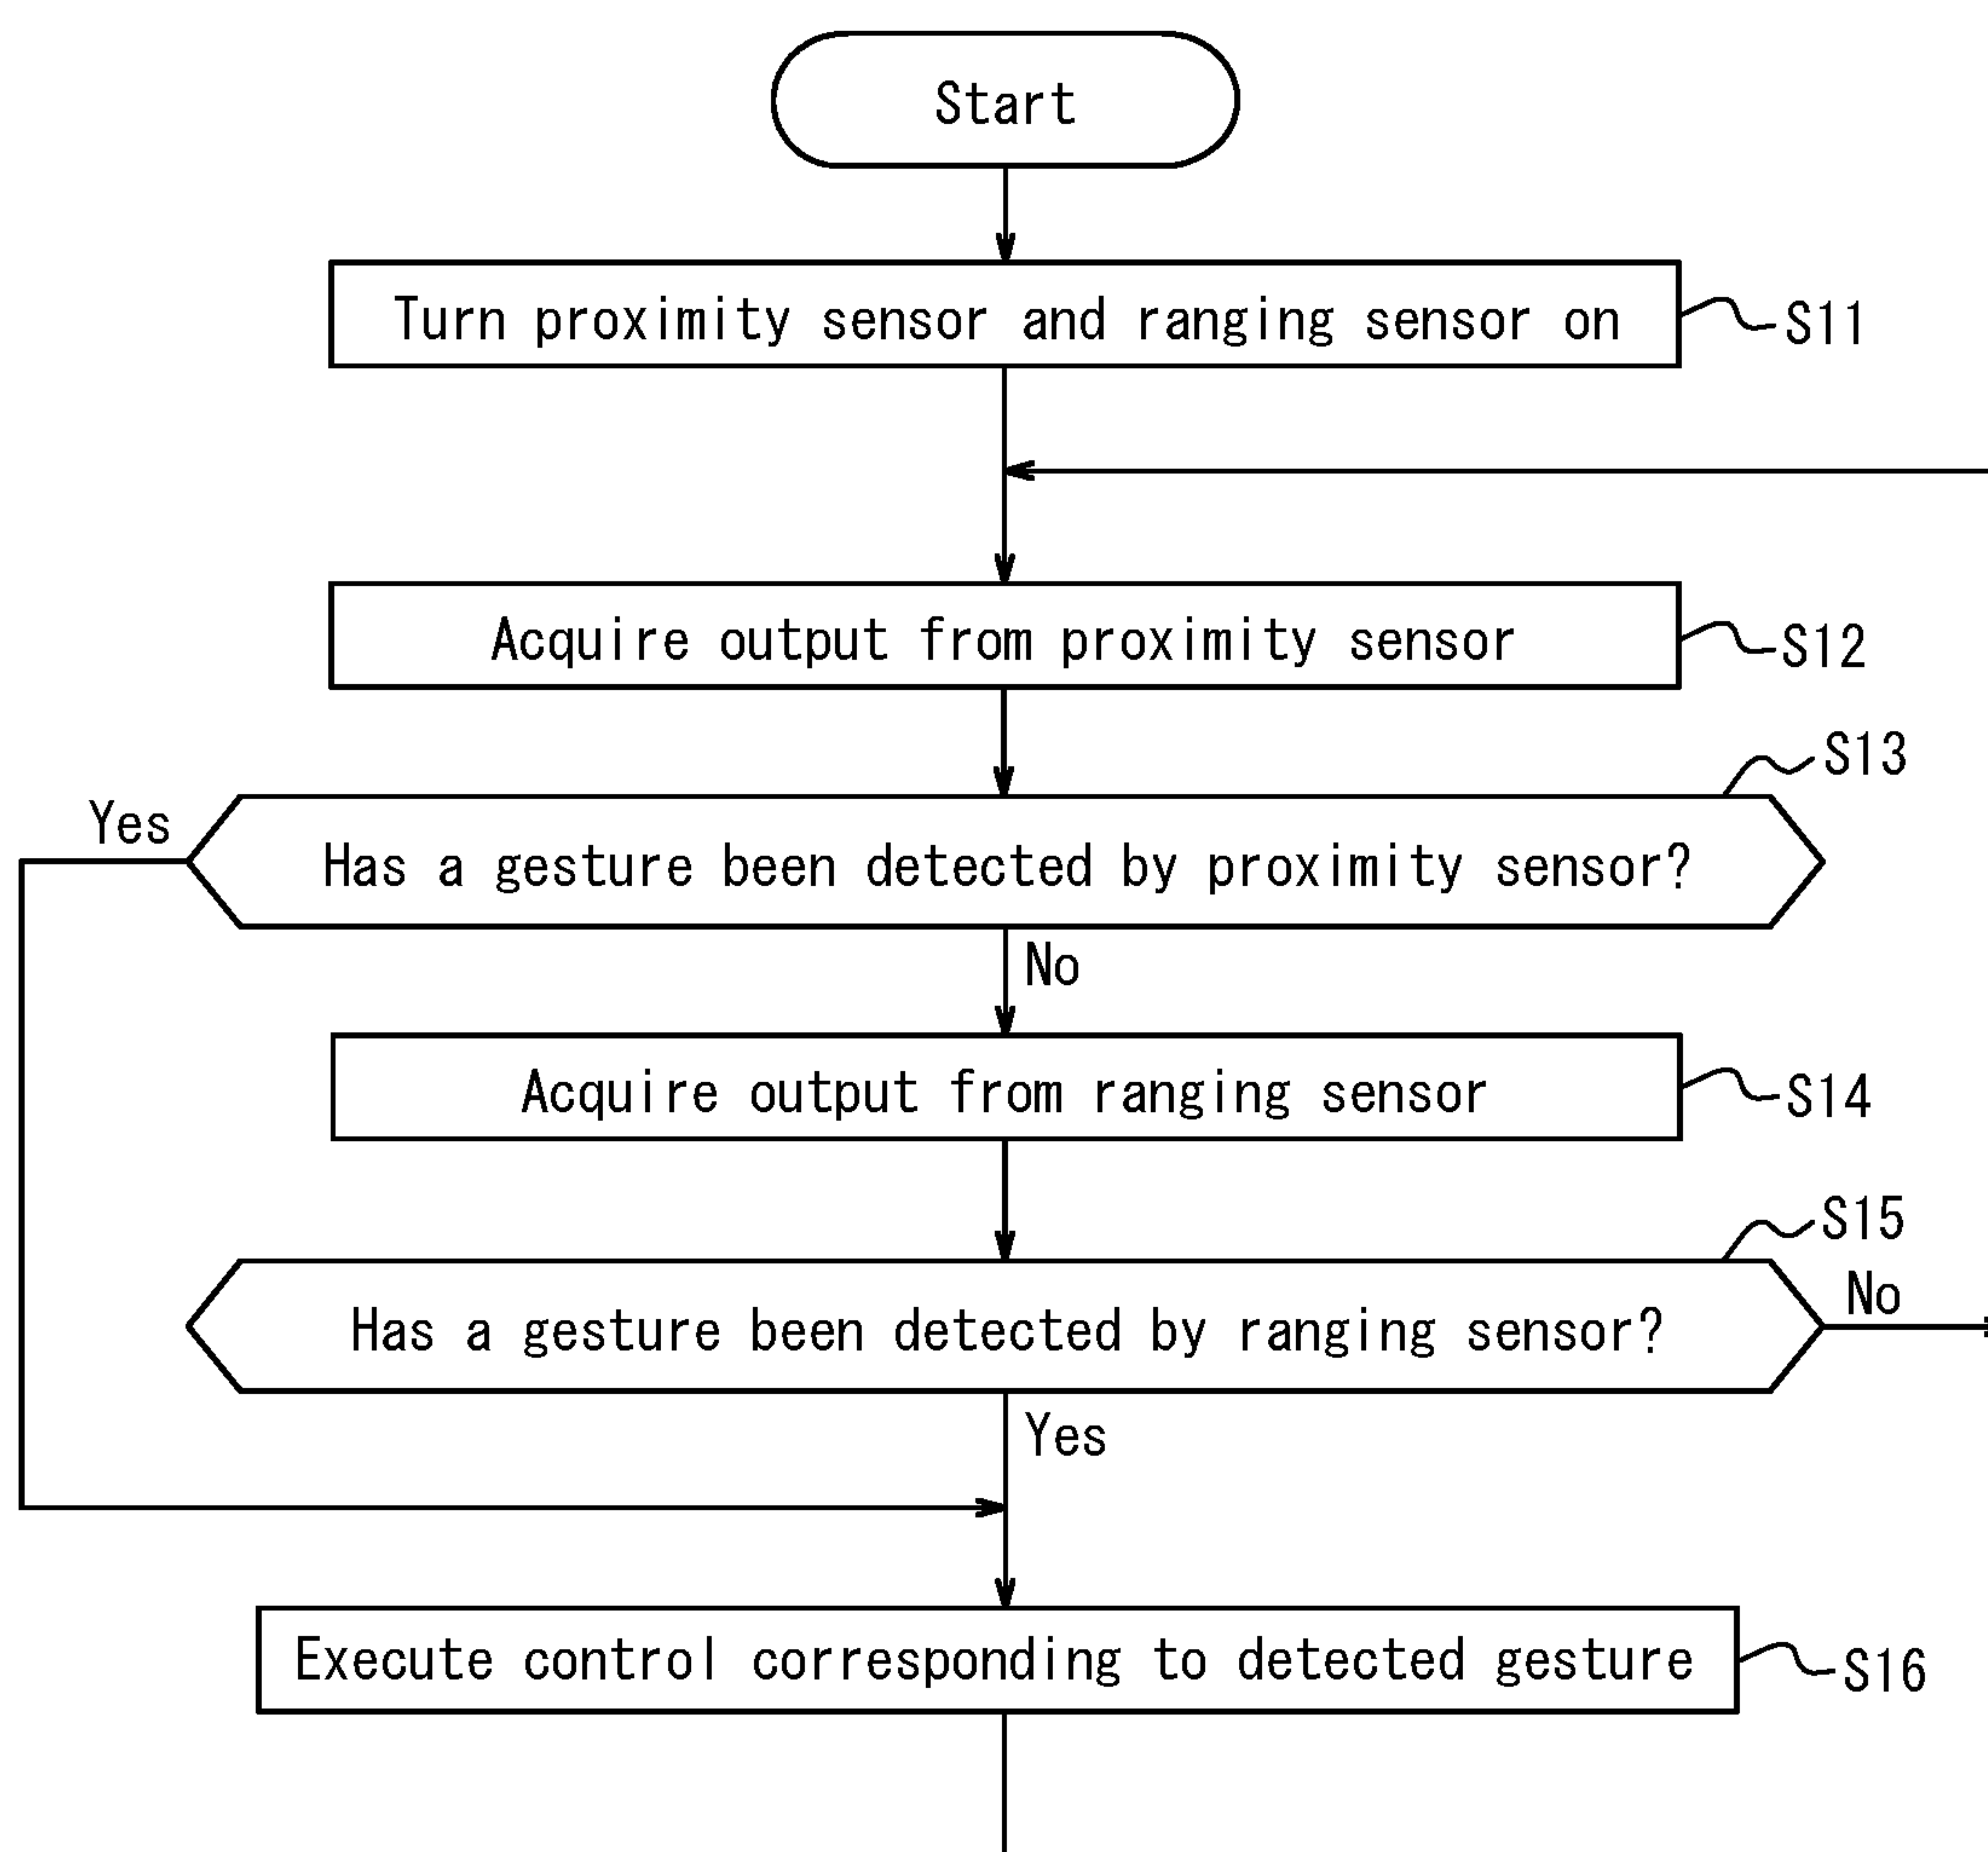 Start
Turn proximity sensor and ranging sensor on
S11
Acquire output from proximity sensor
S12
S13
Yes
Has a gesture been detected by proximity sensor?
No
Acquire output from ranging sensor
S14
S15
Has a gesture been detected by ranging sensor?
No
Yes
Execute control corresponding to detected gesture
S16